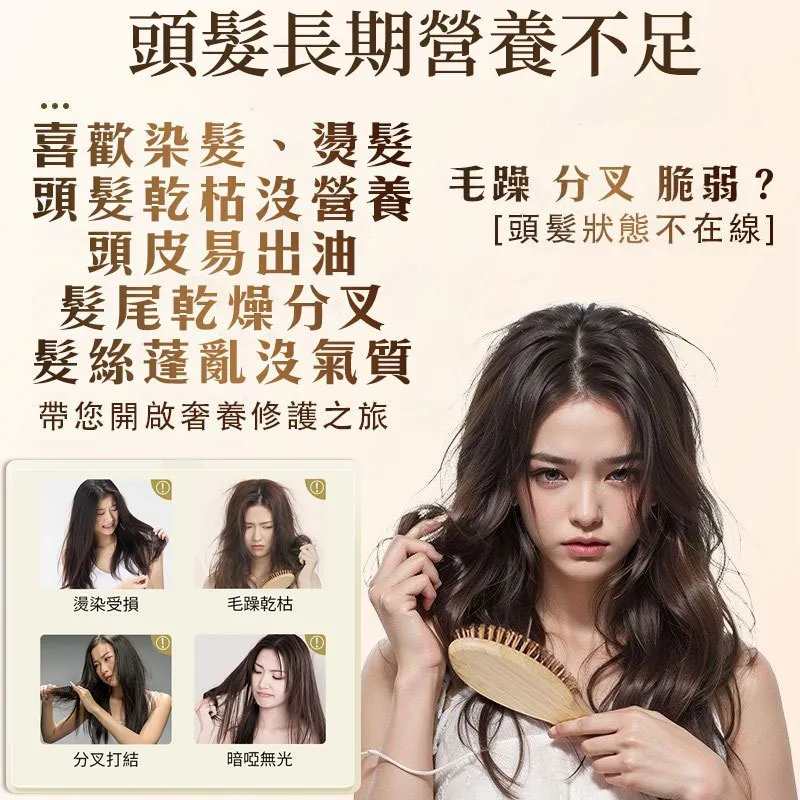 頭髮長期營養不足
...
喜歡染髮、燙髮
頭髮乾枯沒營養
頭皮易出油
髮尾乾燥分叉
髮絲蓬亂沒氣質
帶您開啟奢養修護之旅
毛躁 分叉 脆弱？
[頭髮狀態不在線]
燙染受損
毛躁乾枯
分叉打結
暗啞無光